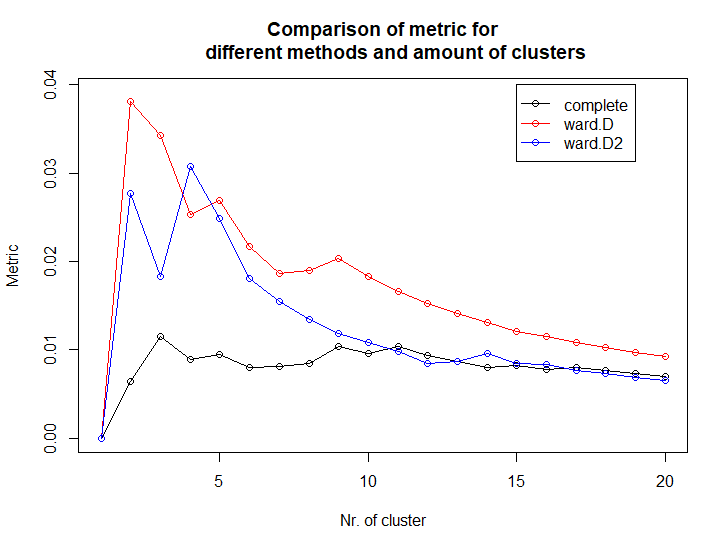 Comparison of metric for
different methods and amount of clusters
complete
ward.D
ward.D2
Metric
0.04
0.03
0.02
0.01
0.00
5 10 15 20
Nr. of cluster